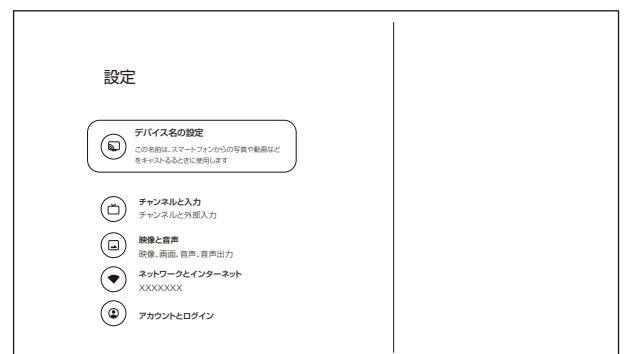 設定
デバイス名の設定
この名前は、スマートフォンからの写真や動画など
をキャストるるときに使用します
チャンネルと入力
チャンネルと外部入力
映像と音声
映像、画面、音声、音声出力
ネットワークとインターネット
XXXXXXX
アカウントとログイン